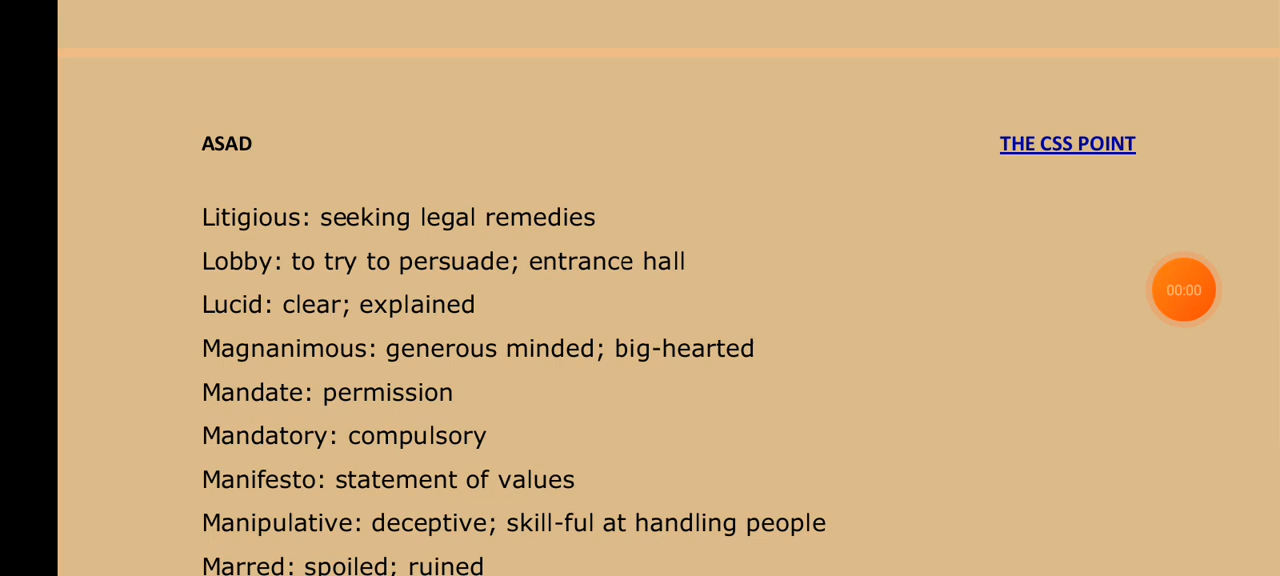 ASAD THE CSS POINT
Litigious: seeking legal remedies
Lobby: to try to persuade; entrance hall
Lucid: clear; explained
00:00
Magnanimous: generous minded; big-hearted
Mandate: permission
Mandatory: compulsory
Manifesto: statement of values
Manipulative: deceptive; skill-ful at handling people
Marred: spoiled; ruined